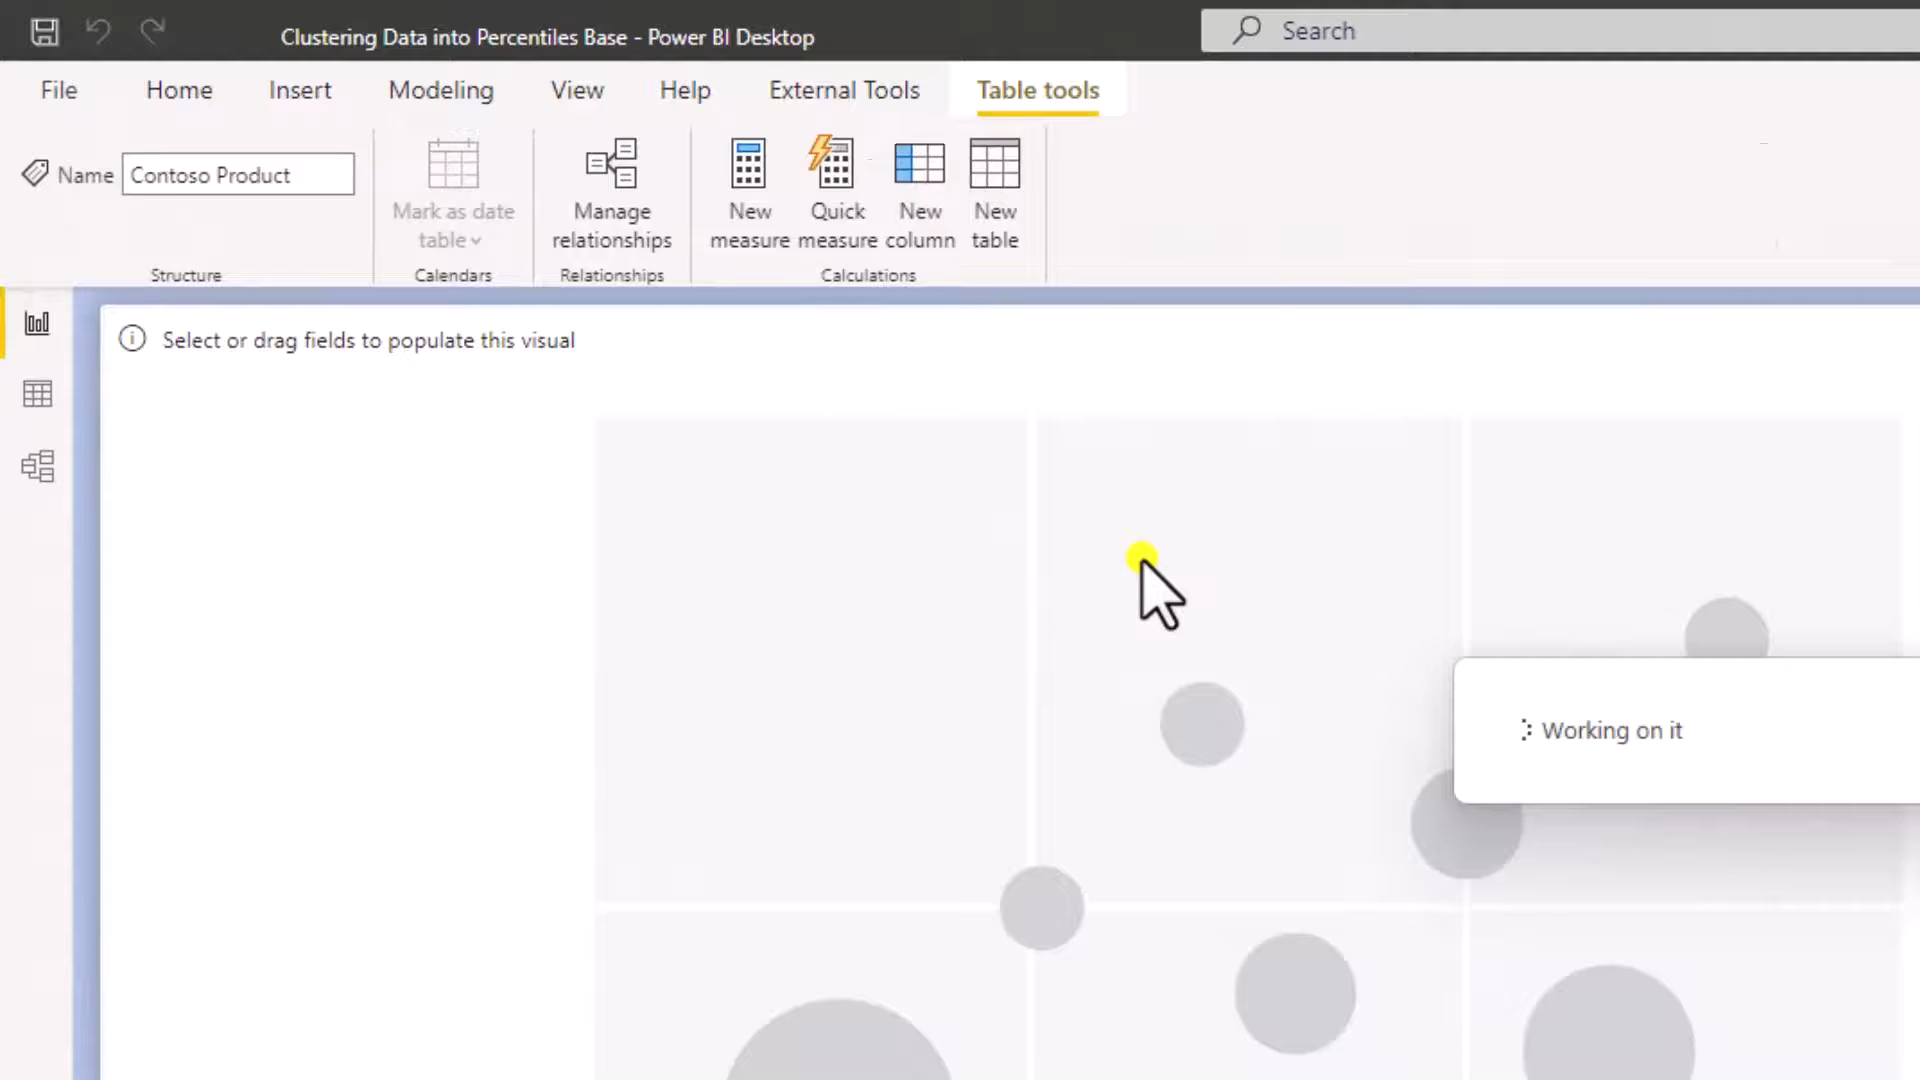 Clustering Data into Percentiles Base - Power BI Desktop
Search
File
Home
Insert
Modeling
View
Help
External Tools
Table tools
Name
Contoso Product
Mark as date
table
Manage
relationships
New
measure
Quick
measure
New
column
New
table
Structure
Calendars
Relationships
Calculations
Select or drag fields to populate this visual
Working on it